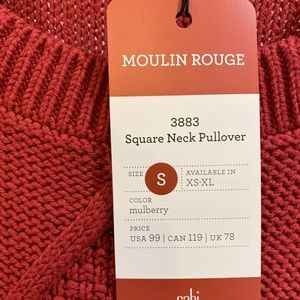 MOULIN ROUGE
3883
Square Neck Pullover
SIZE S AVAILABLE IN
XS-XL
COLOR
mulberry
PRICE
USA 99 | CAN 119 | UK 78
cabi